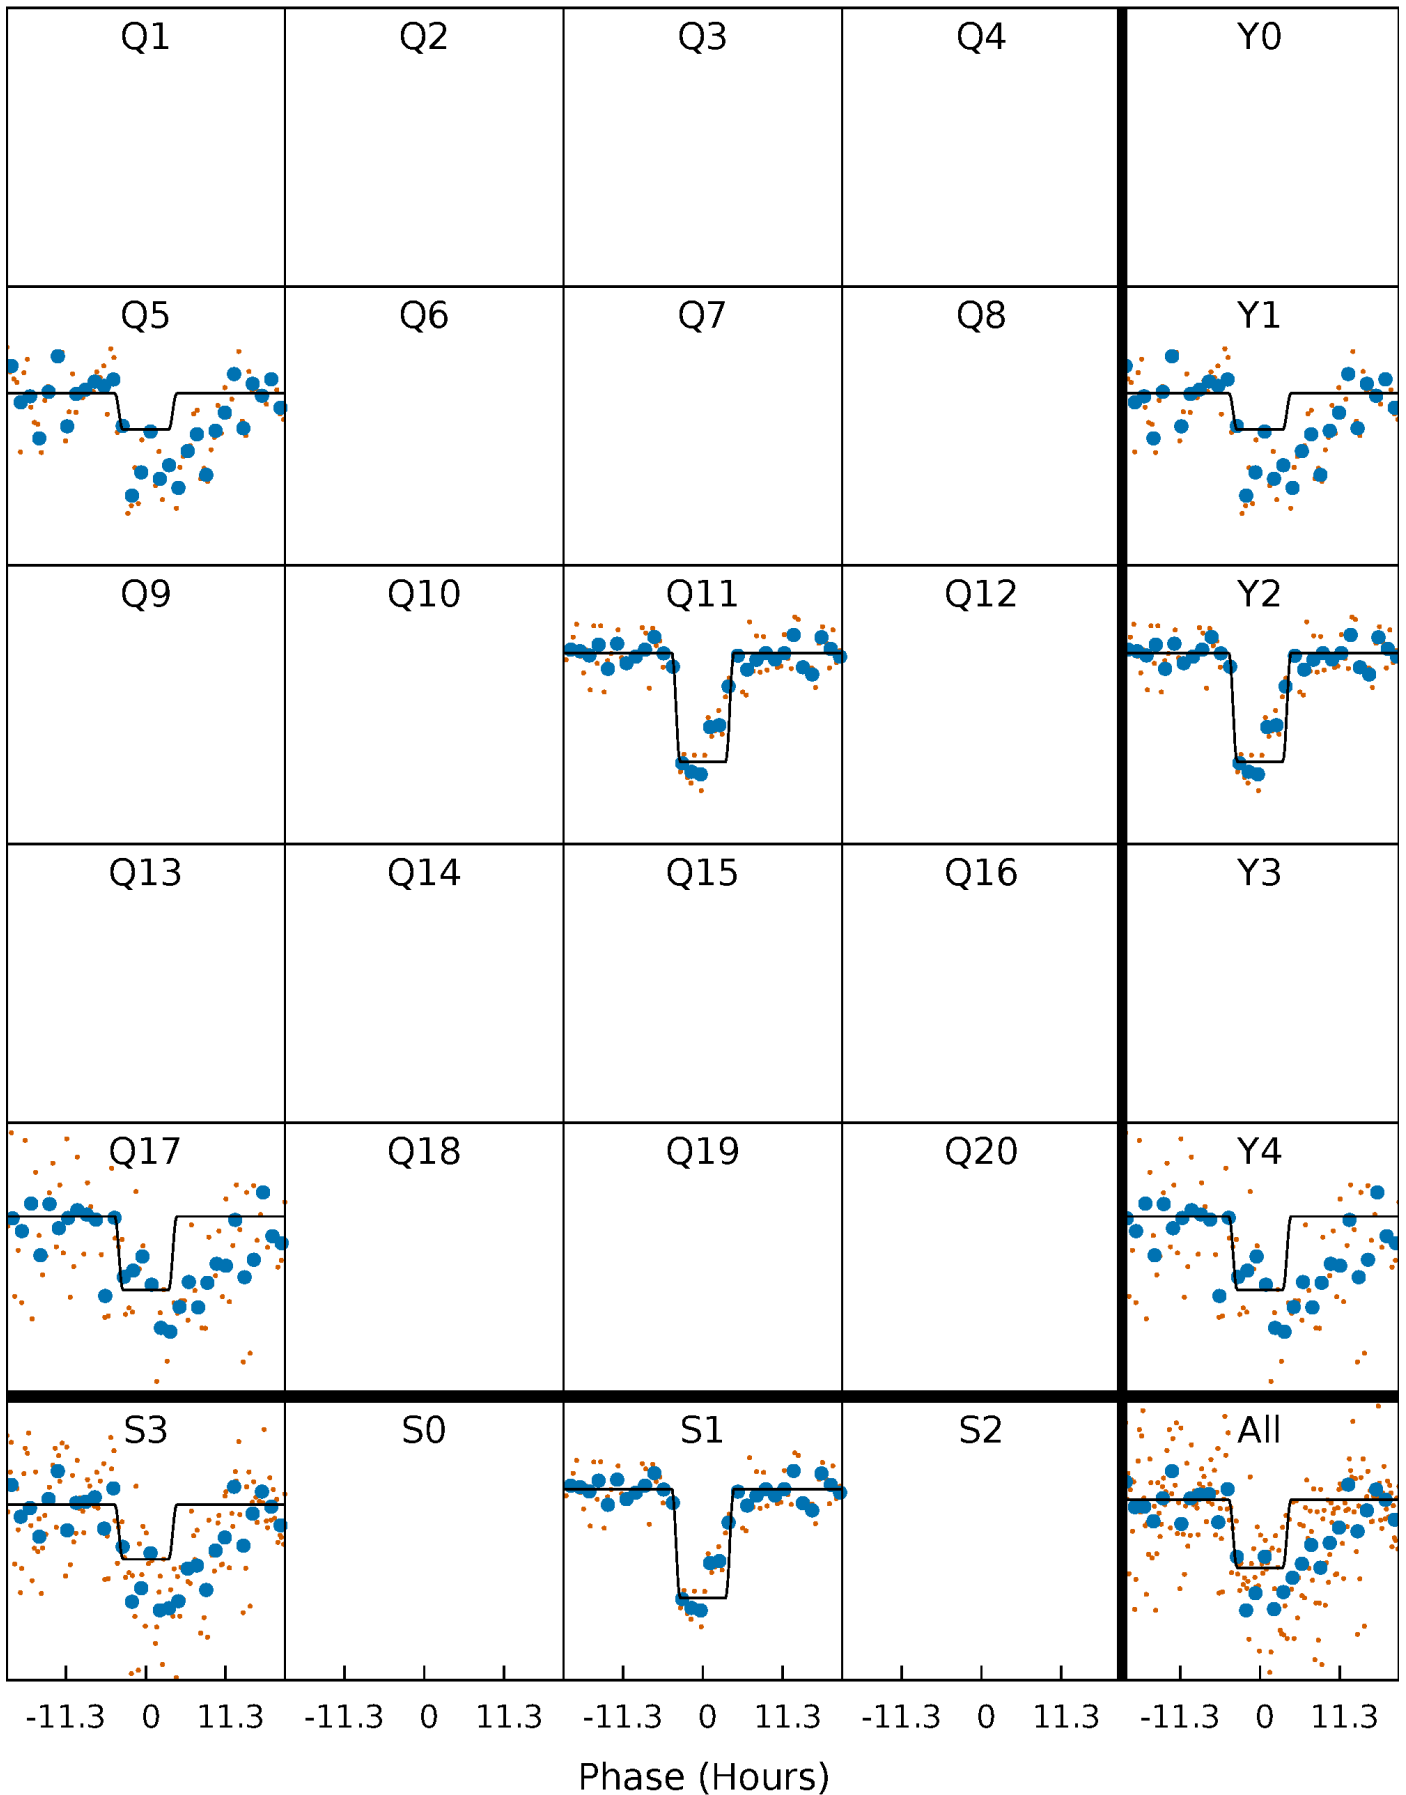 Q1 Q2 Q3 Q4 Y0
Q5 Q6 Q7 Q8 Y1
Q9 Q10 Q11 Q12 Y2
Q13 Q14 Q15 Q16 Y3
Q17 Q18 Q19 Q20 Y4
S3 S0 S1 S2 All
-11.3 0 11.3 -11.3 0 11.3 -11.3 0 11.3 -11.3 0 11.3 -11.3 0 11.3
Phase (Hours)